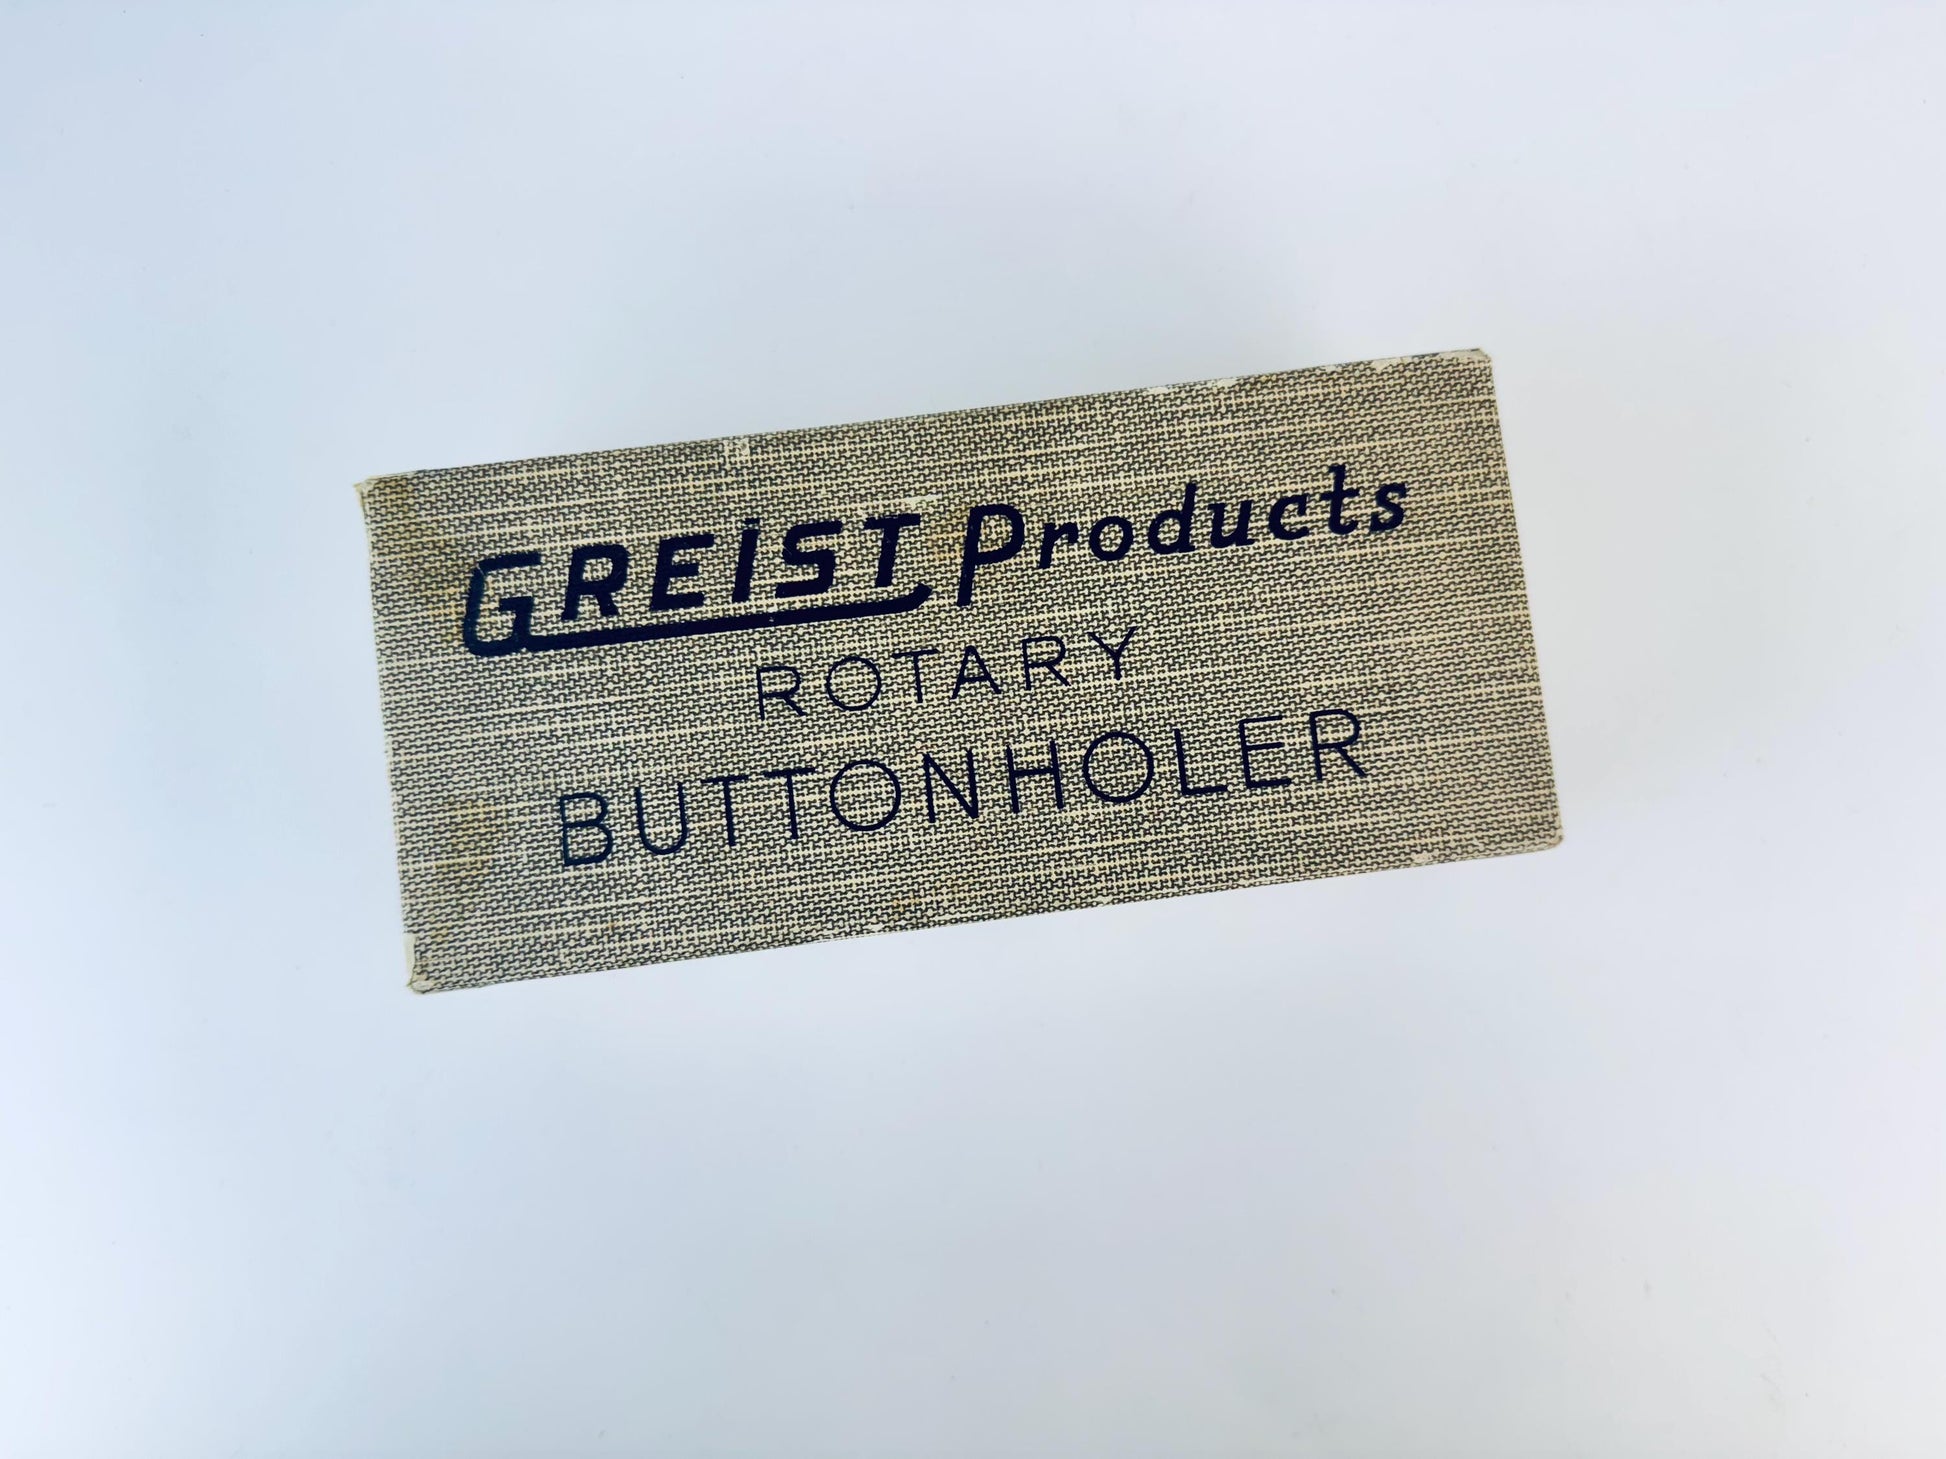 GREiST Products
ROTARY
BUTTONHOLER